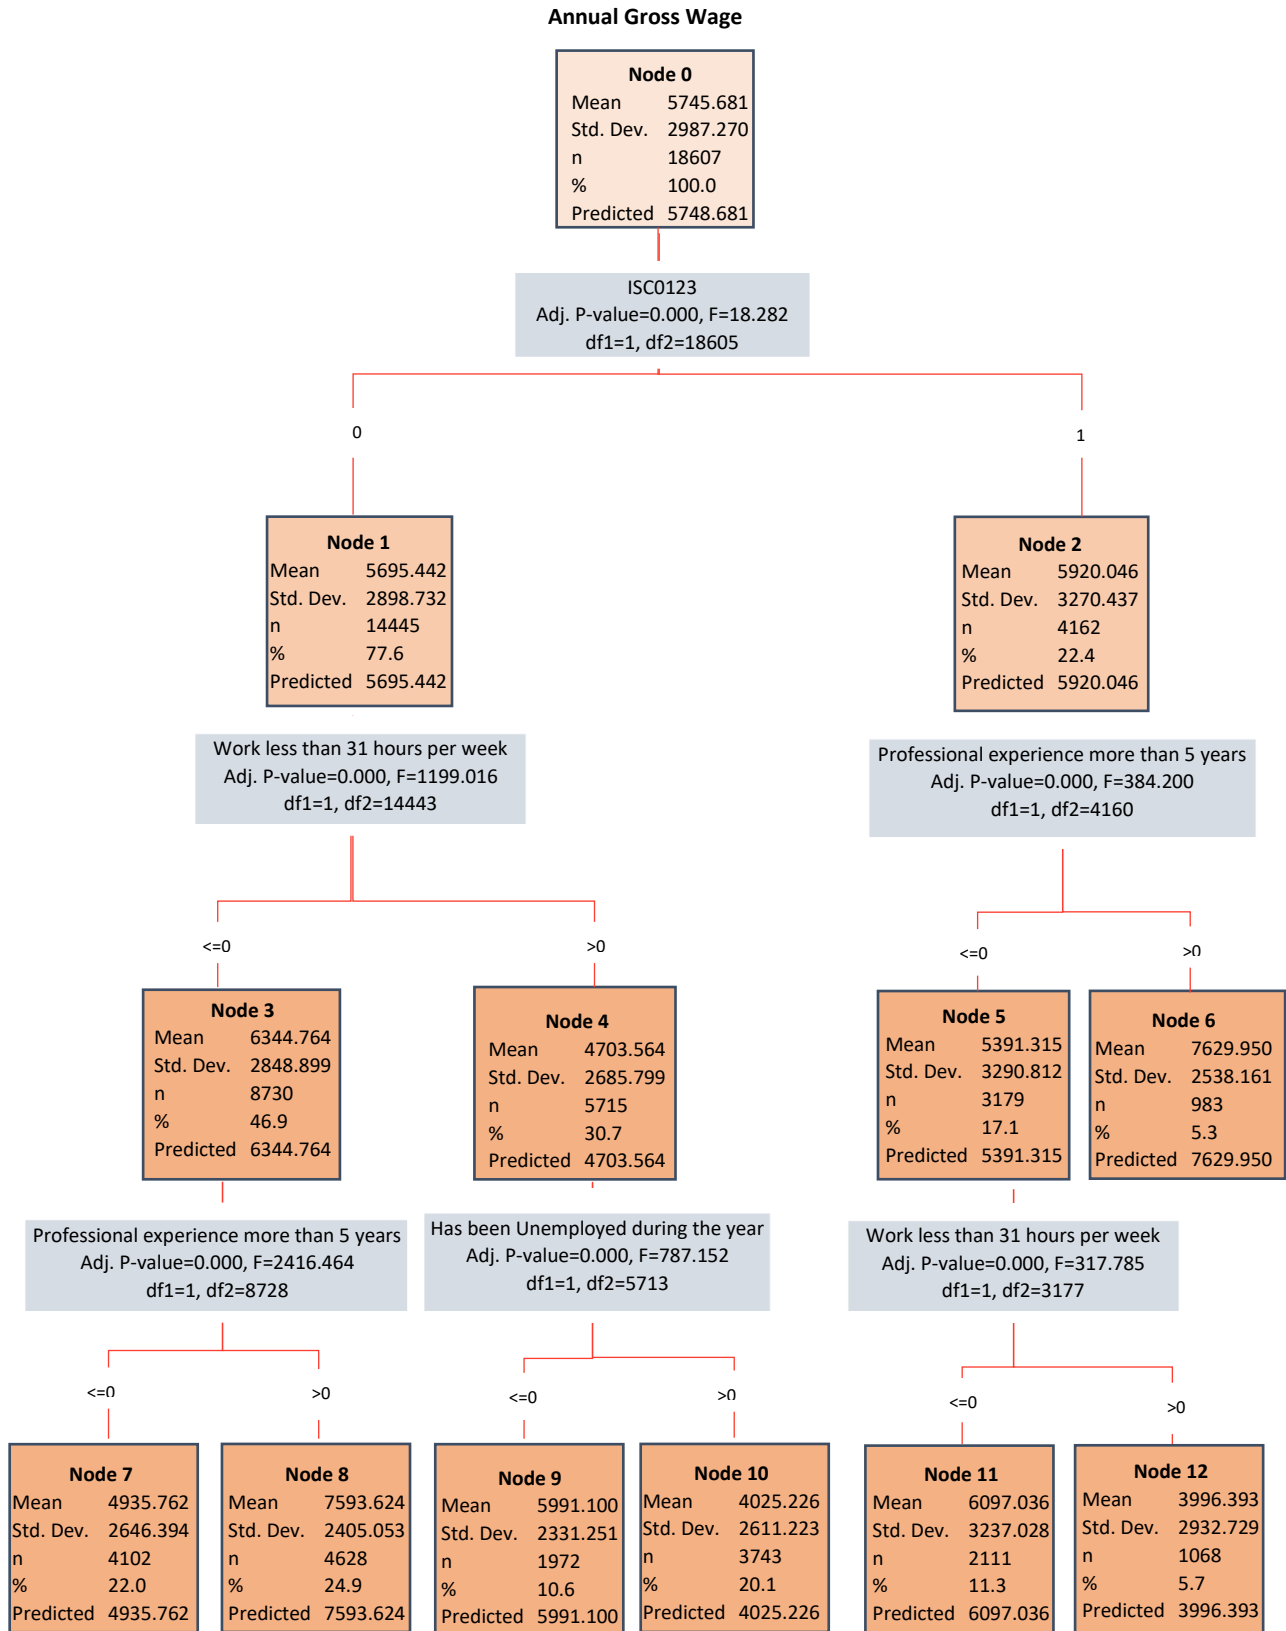 Annual Gross Wage
Node 0
Mean 5745.681
Std. Dev. 2987.270
n 18607
% 100.0
Predicted 5748.681
ISC0123
Adj. P-value=0.000, F=18.282
df1=1, df2=18605
0
1
Node 1
Mean 5695.442
Std. Dev. 2898.732
n 14445
% 77.6
Predicted 5695.442
Node 2
Mean 5920.046
Std. Dev. 3270.437
n 4162
% 22.4
Predicted 5920.046
Work less than 31 hours per week
Adj. P-value=0.000, F=1199.016
df1=1, df2=14443
Professional experience more than 5 years
Adj. P-value=0.000, F=384.200
df1=1, df2=4160
<=0
>0
<=0
>0
Node 3
Mean 6344.764
Std. Dev. 2848.899
n 8730
% 46.9
Predicted 6344.764
Node 4
Mean 4703.564
Std. Dev. 2685.799
n 5715
% 30.7
Predicted 4703.564
Node 5
Mean 5391.315
Std. Dev. 3290.812
n 3179
% 17.1
Predicted 5391.315
Node 6
Mean 7629.950
Std. Dev. 2538.161
n 983
% 5.3
Predicted 7629.950
Professional experience more than 5 years
Adj. P-value=0.000, F=2416.464
df1=1, df2=8728
Has been Unemployed during the year
Adj. P-value=0.000, F=787.152
df1=1, df2=5713
Work less than 31 hours per week
Adj. P-value=0.000, F=317.785
df1=1, df2=3177
<=0
>0
<=0
>0
<=0
>0
Node 7
Mean 4935.762
Std. Dev. 2646.394
n 4102
% 22.0
Predicted 4935.762
Node 8
Mean 7593.624
Std. Dev. 2405.053
n 4628
% 24.9
Predicted 7593.624
Node 9
Mean 5991.100
Std. Dev. 2331.251
n 1972
% 10.6
Predicted 5991.100
Node 10
Mean 4025.226
Std. Dev. 2611.223
n 3743
% 20.1
Predicted 4025.226
Node 11
Mean 6097.036
Std. Dev. 3237.028
n 2111
% 11.3
Predicted 6097.036
Node 12
Mean 3996.393
Std. Dev. 2932.729
n 1068
% 5.7
Predicted 3996.393